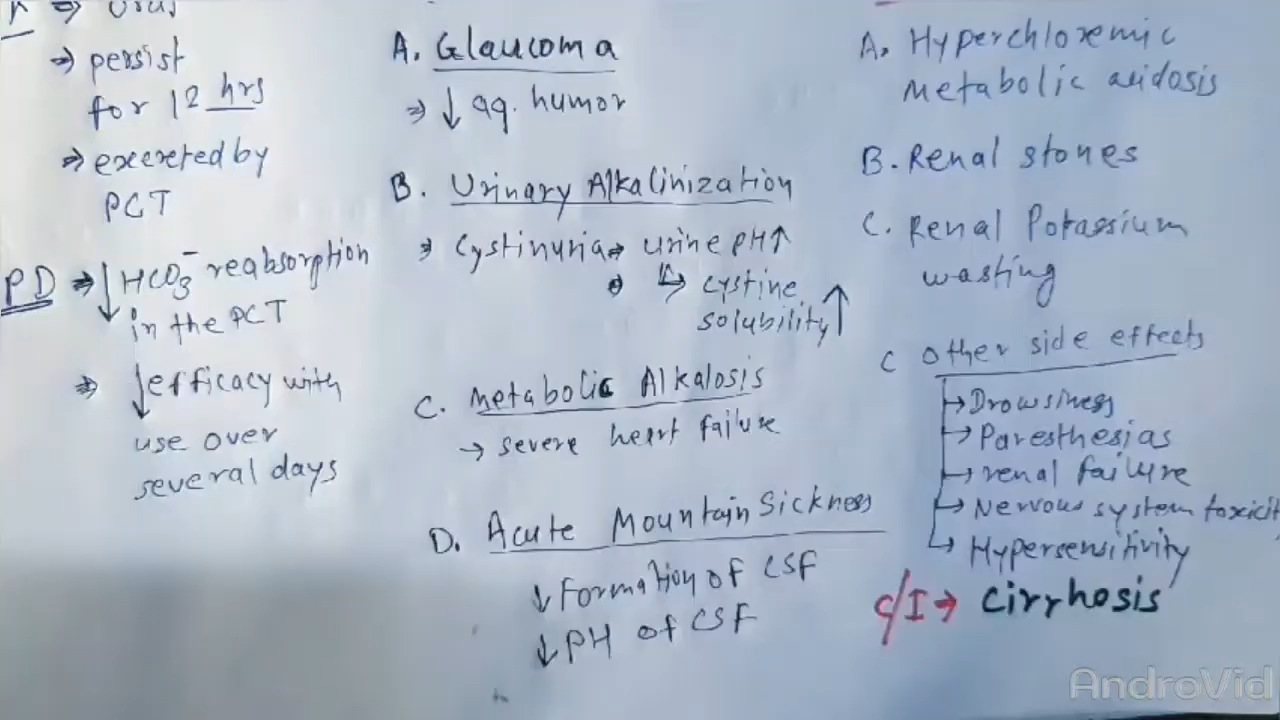 ⇒ persist
for 12 hrs
⇒ excreted by
PCT
PD ⇒ ↓ HCO3⁻ reabsorption
in the PCT
⇒ ↓ efficacy with
use over
several days
A. Glaucoma
⇒ ↓ aq. humor
B. Urinary Alkalinization
⇒ Cystinuria → urine PH↑
↳ cystine
solubility ↑
C. Metabolic Alkalosis
→ severe heart failure
D. Acute Mountain Sickness
↓ Formation of CSF
↓ PH of CSF
A. Hyperchloremic
Metabolic acidosis
B. Renal stones
C. Renal Potassium
wasting
C Other side effects
→ Drowsiness
→ Paresthesias
→ renal failure
→ Nervous system toxicit
→ Hypersensitivity
C/I → Cirrhosis
AndroVid